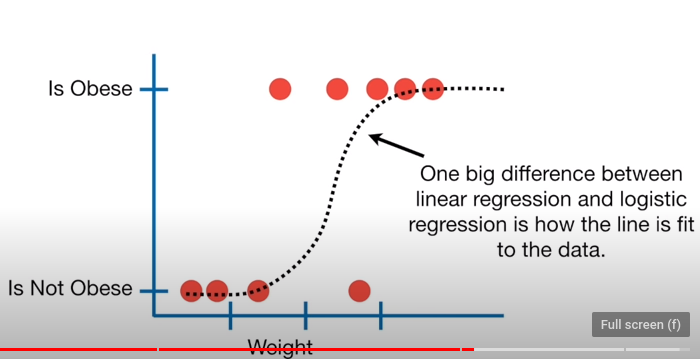 Is Obese
One big difference between
linear regression and logistic
regression is how the line is fit
to the data.
Is Not Obese
Full screen (f)
Weight